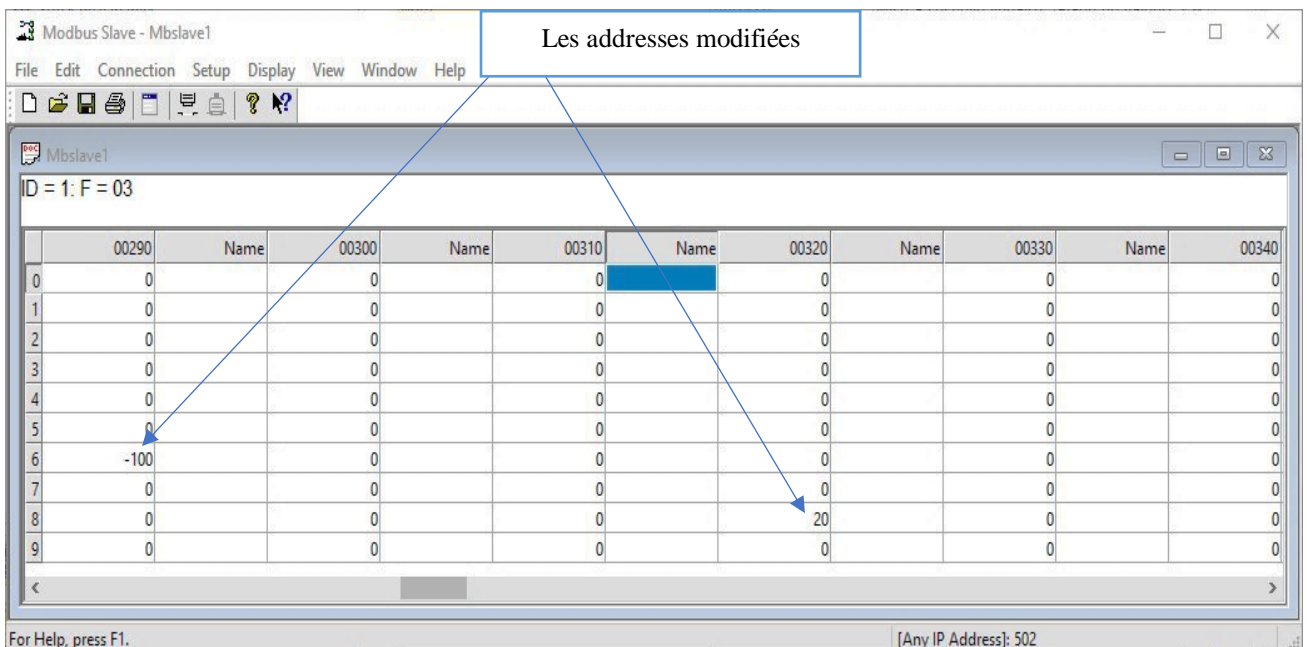 Modbus Slave - Mbslave1
Les addresses modifiées
File Edit Connection Setup Display View Window Help
Mbslave1
ID = 1: F = 03
00290 Name 00300 Name 00310 Name 00320 Name 00330 Name 00340
0 0 0 0 0 0 0
1 0 0 0 0 0 0
2 0 0 0 0 0 0
3 0 0 0 0 0 0
4 0 0 0 0 0 0
5 0 0 0 0 0 0
6 -100 0 0 0 0 0
7 0 0 0 0 0 0
8 0 0 0 20 0 0
9 0 0 0 0 0 0
For Help, press F1. [Any IP Address]: 502